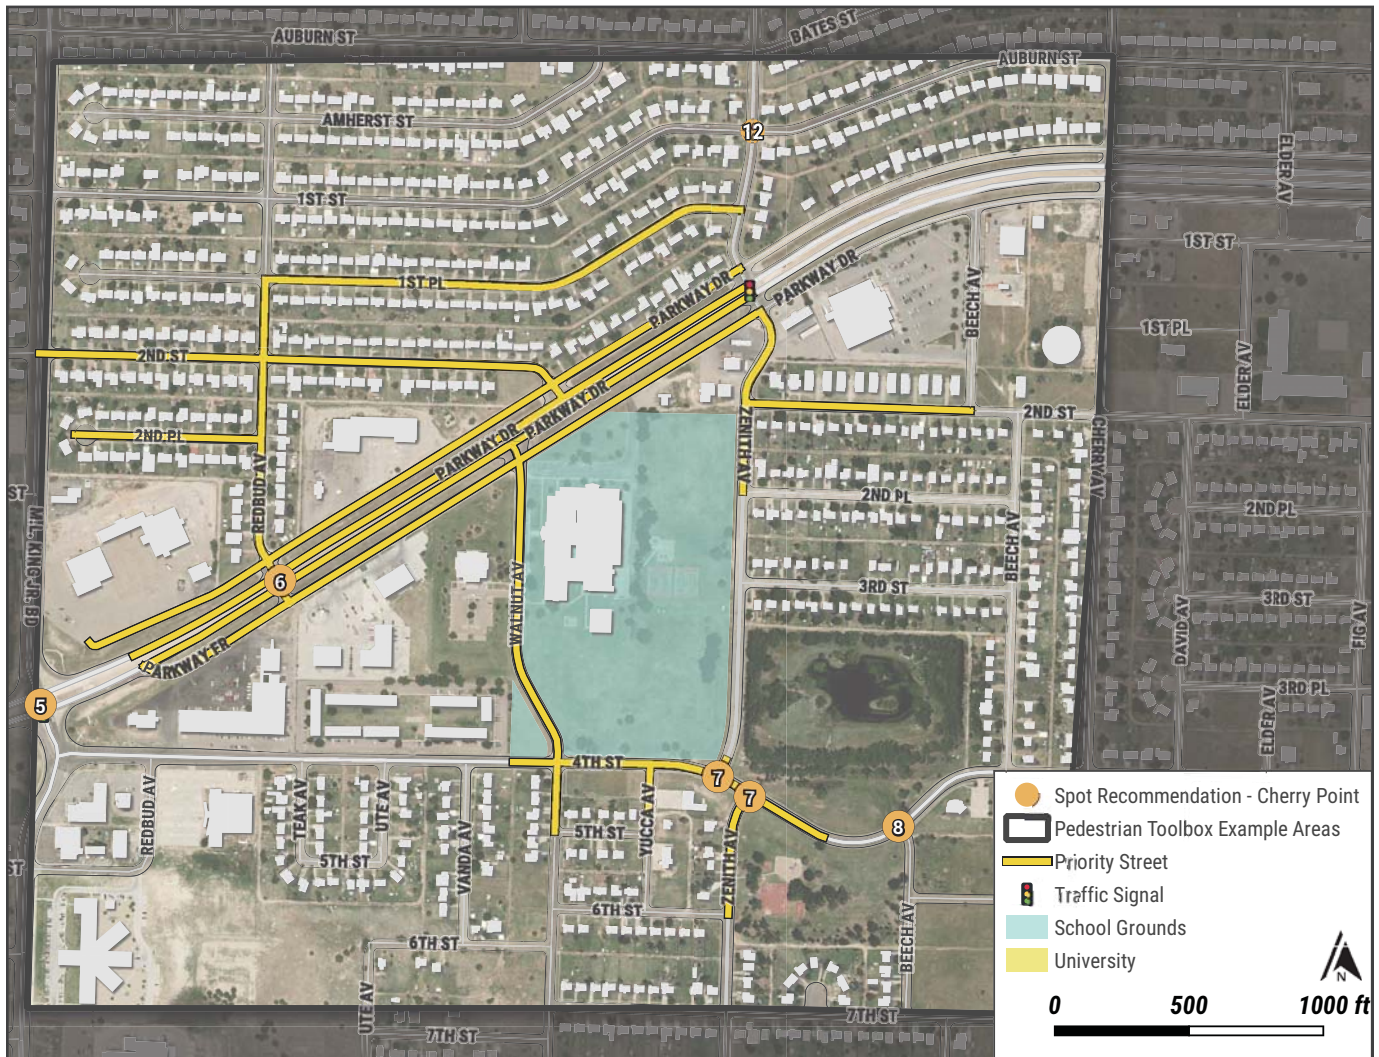 AUBURN ST
BATES ST
AUBURN ST
AMHERST ST
12
ELDER AV
1ST ST
1ST ST
1ST PL
PARKWAY DR
PARKWAY DR
BEECH AV
1ST PL
2ND ST
ELDER AV
PARKWAY DR
2ND ST
ZENITH AV
CHERRY AV
2ND PL
PARKWAY DR
REDBUD AV
ST
2ND PL
2ND PL
M.L. KING JR. BD
BEECH AV
6
3RD ST
3RD ST
WALNUT AV
DAVID AV
FIG AV
PARKWAY FR
3RD PL
5
ELDER AV
4TH ST
7
7
8
REDBUD AV
TEAK AV
UTE AV
VANDA AV
YUCCA AV
5TH ST
5TH ST
ST
ZENITH AV
6TH ST
6TH ST
BEECH AV
UTE AV
7TH ST
7TH ST
Spot Recommendation - Cherry Point
Pedestrian Toolbox Example Areas
Priority Street
Traffic Signal
School Grounds
University
N
0 500 1000 ft